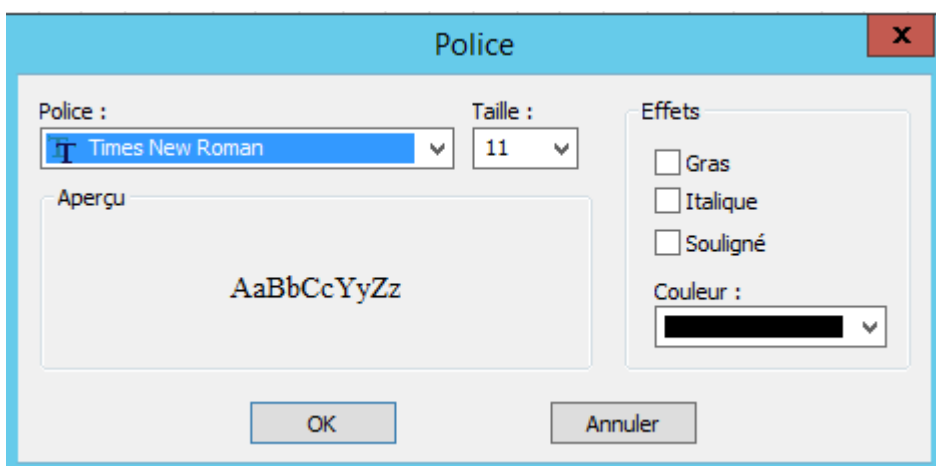 Police
x
Police :
Taille :
Effets
Times New Roman
11
Gras
Aperçu
Italique
Souligné
AaBbCcYyZz
Couleur :
OK
Annuler